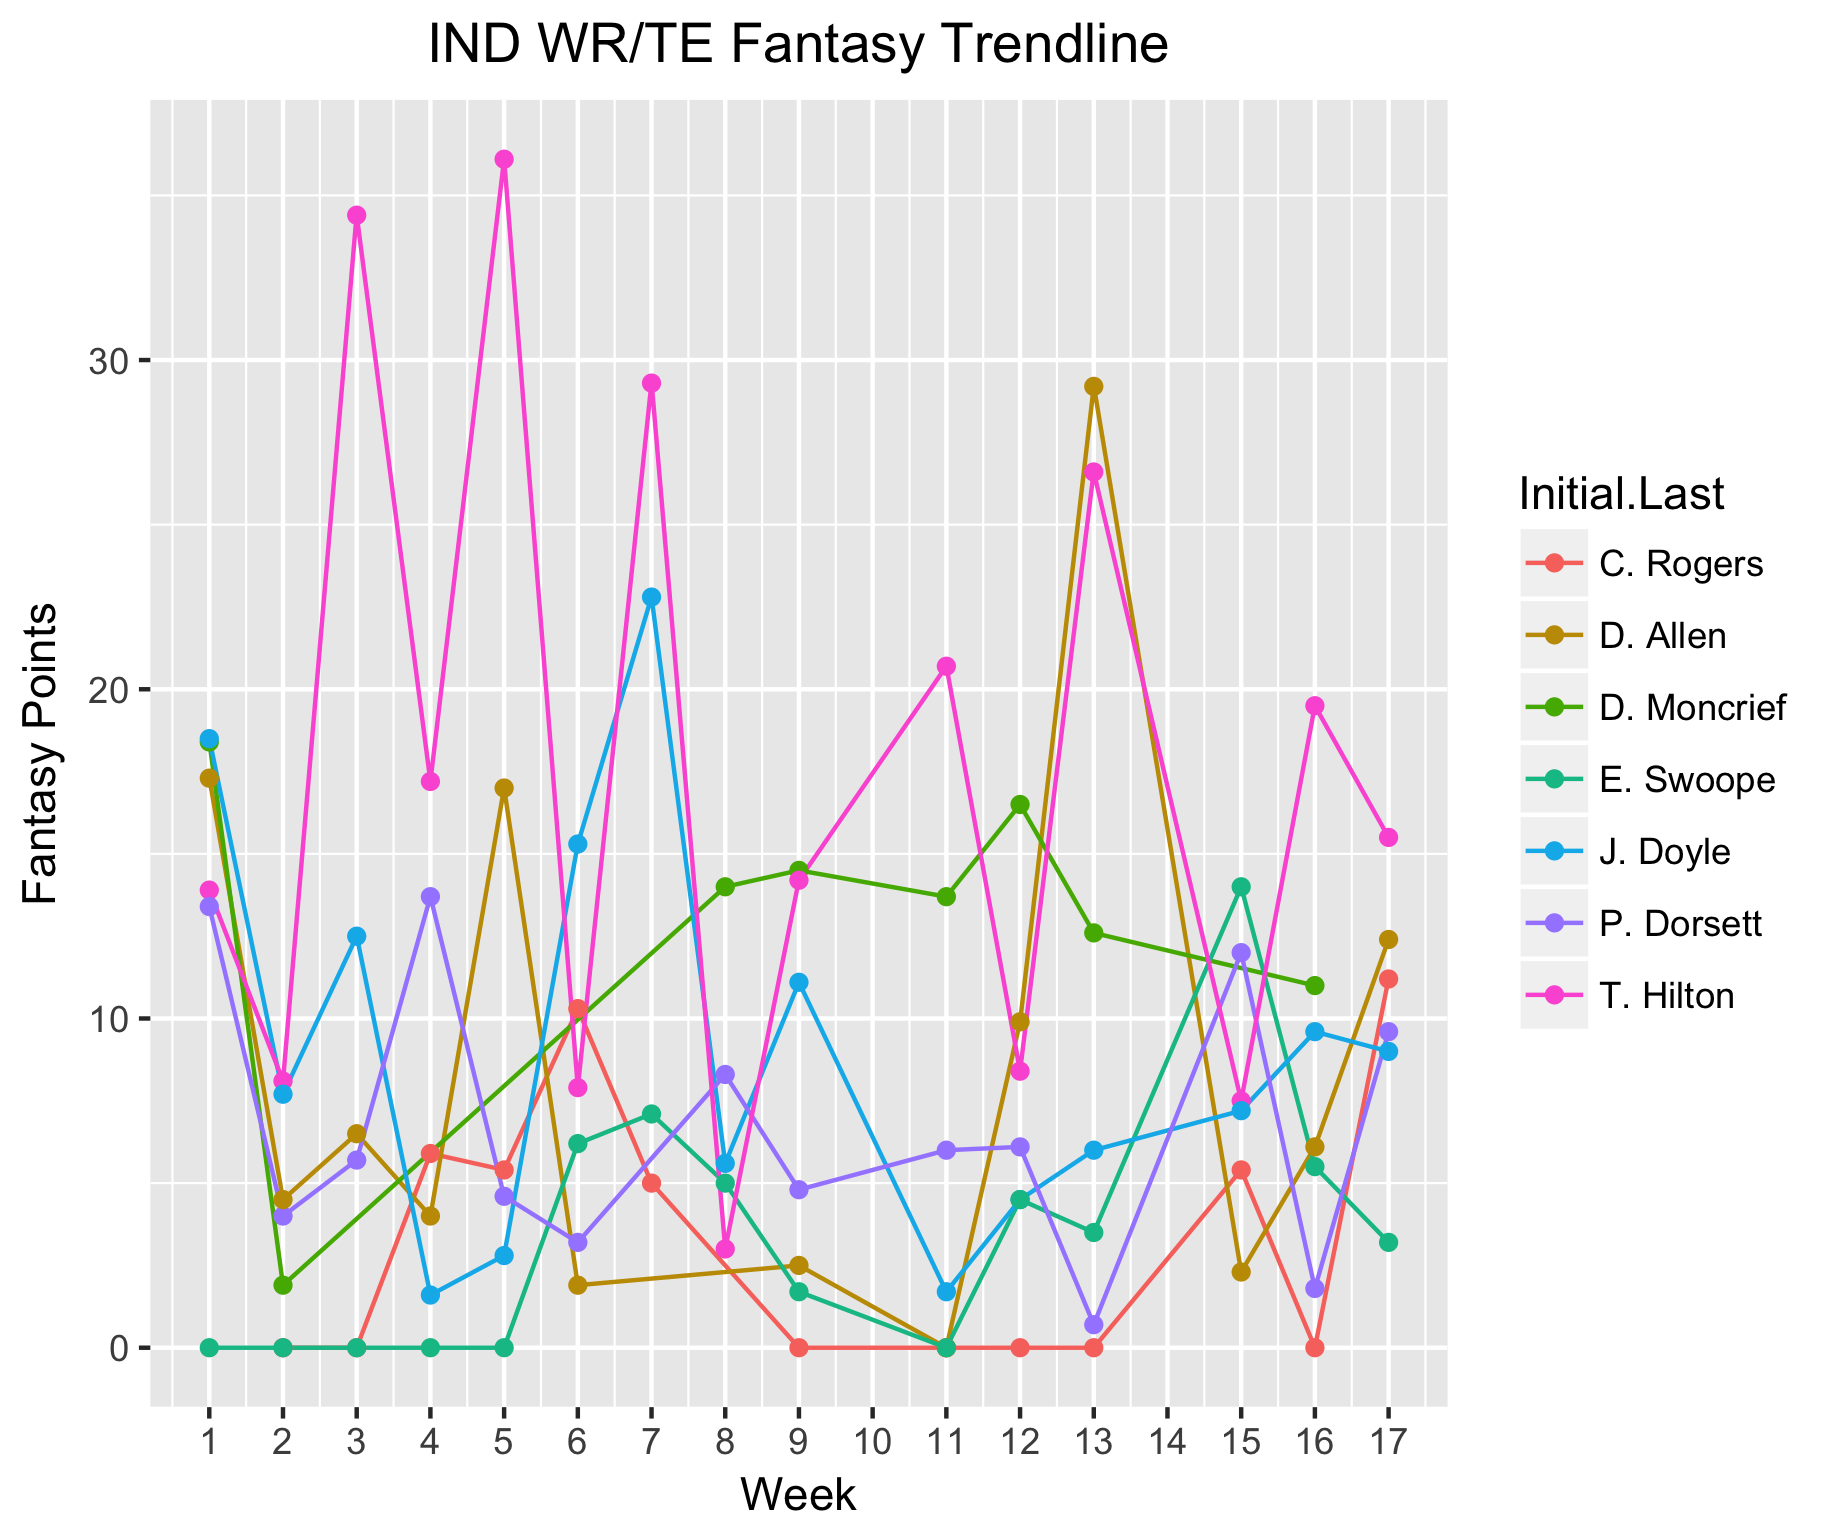 IND WR/TE Fantasy Trendline
Fantasy Points
30
20
10
0
1 2 3 4 5 6 7 8 9 10 11 12 13 14 15 16 17
Week
Initial.Last
C. Rogers
D. Allen
D. Moncrief
E. Swoope
J. Doyle
P. Dorsett
T. Hilton